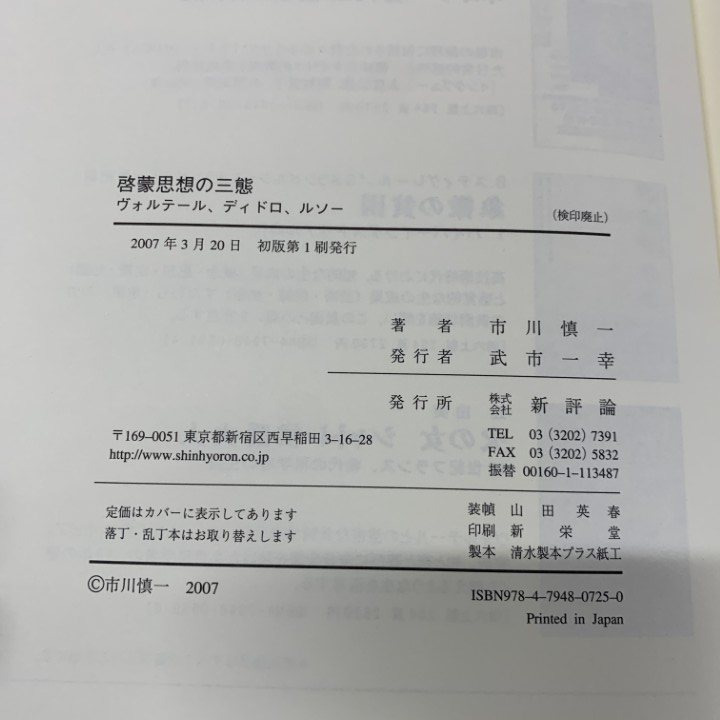 啓蒙思想の三態
ヴォルテール、ディドロ、ルソー
(検印廃止)
2007年3月20日 初版第1刷発行
著者 市川慎一
発行者 武市一幸
発行所 株式会社 新評論
〒169-0051 東京都新宿区西早稲田3-16-28
http://www.shinhyoron.co.jp
TEL 03 (3202) 7391
FAX 03 (3202) 5832
振替 00160-1-113487
定価はカバーに表示してあります
落丁・乱丁本はお取り替えします
装幀 山田英春
印刷 新栄堂
製本 清水製本プラス紙工
©市川慎一 2007
ISBN978-4-7948-0725-0
Printed in Japan